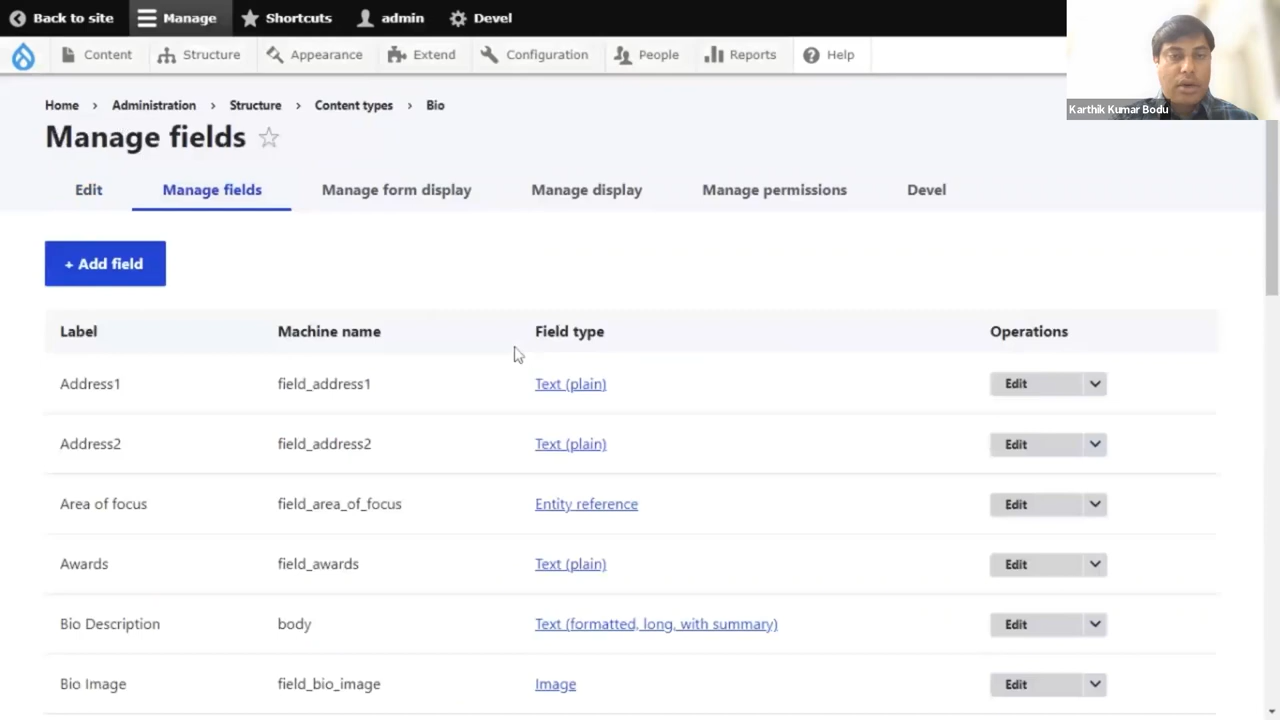 Back to site Manage Shortcuts admin Devel
Content Structure Appearance Extend Configuration People Reports Help
Karthik Kumar Bodu
Home › Administration › Structure › Content types › Bio
Manage fields
Edit Manage fields Manage form display Manage display Manage permissions Devel
+ Add field
Label Machine name Field type Operations
Address1 field_address1 Text (plain) Edit
Address2 field_address2 Text (plain) Edit
Area of focus field_area_of_focus Entity reference Edit
Awards field_awards Text (plain) Edit
Bio Description body Text (formatted, long, with summary) Edit
Bio Image field_bio_image Image Edit